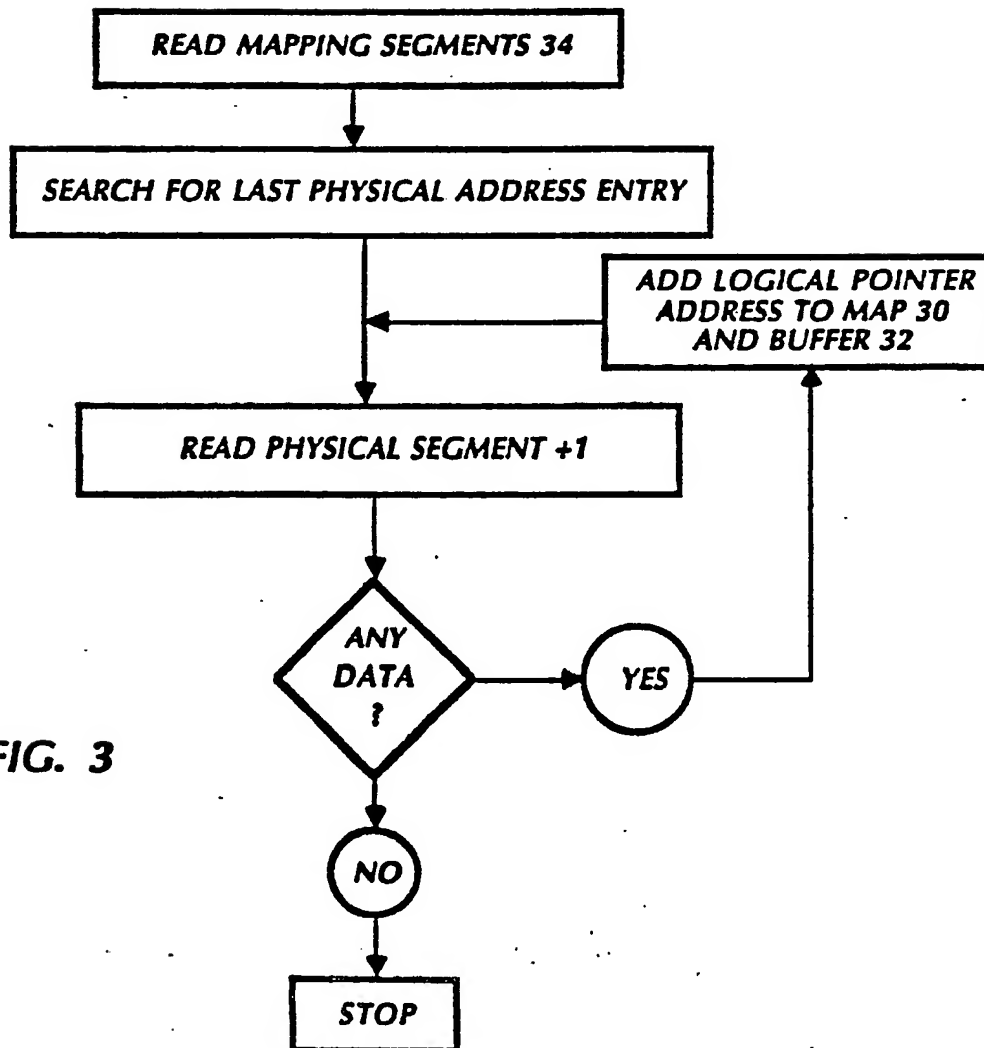 READ MAPPING SEGMENTS 34
SEARCH FOR LAST PHYSICAL ADDRESS ENTRY
ADD LOGICAL POINTER
ADDRESS TO MAP 30
AND BUFFER 32
READ PHYSICAL SEGMENT +1
ANY
DATA
?
YES
FIG. 3
NO
STOP